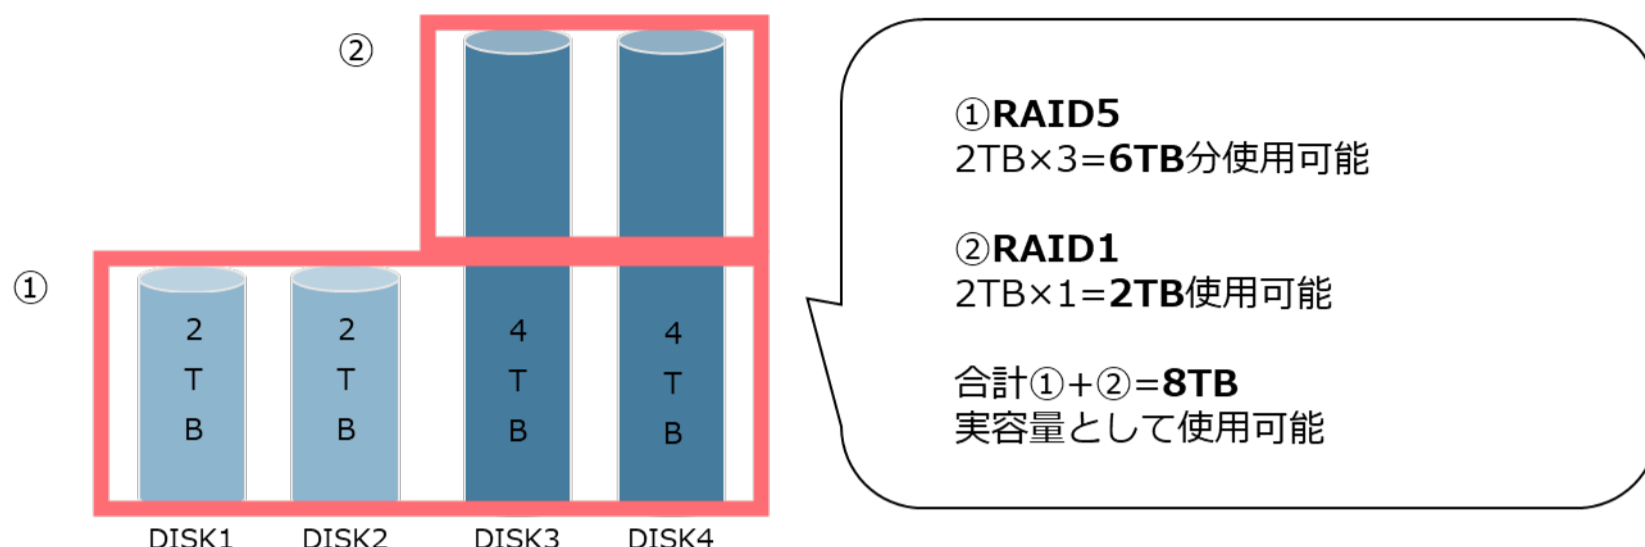 ②
①
2
T
B
2
T
B
4
T
B
4
T
B
DISK1 DISK2 DISK3 DISK4
①RAID5
2TB×3=6TB分使用可能
②RAID1
2TB×1=2TB使用可能
合計①+②=8TB
実容量として使用可能